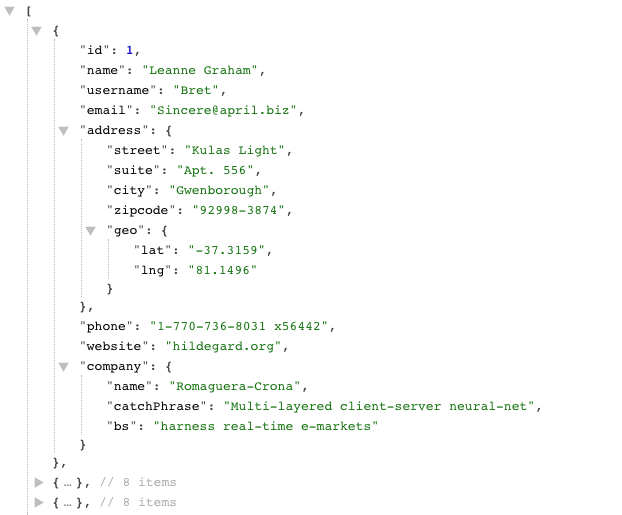 [
{
"id": 1,
"name": "Leanne Graham",
"username": "Bret",
"email": "Sincere@april.biz",
"address": {
"street": "Kulas Light",
"suite": "Apt. 556",
"city": "Gwenborough",
"zipcode": "92998-3874",
"geo": {
"lat": "-37.3159",
"lng": "81.1496"
}
},
"phone": "1-770-736-8031 x56442",
"website": "hildegard.org",
"company": {
"name": "Romaguera-Crona",
"catchPhrase": "Multi-layered client-server neural-net",
"bs": "harness real-time e-markets"
}
},
{ … }, // 8 items
{ … }, // 8 items